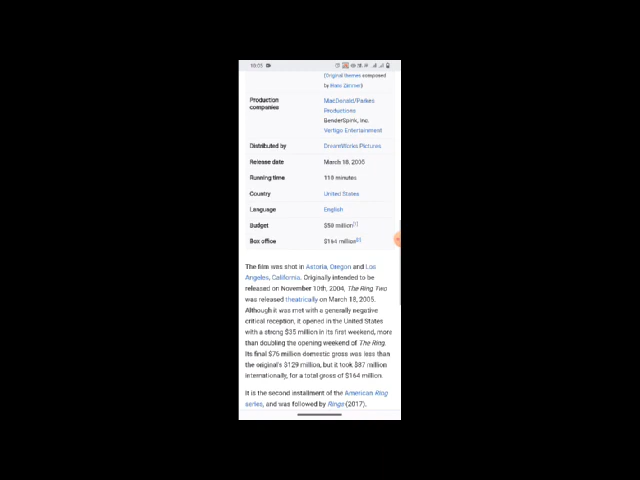 (Original themes composed
by Hans Zimmer)
Production companies
MacDonald/Parkes
Productions
BenderSpink, Inc.
Vertigo Entertainment
Distributed by DreamWorks Pictures
Release date March 18, 2005
Running time 110 minutes
Country United States
Language English
Budget $50 million[1]
Box office $164 million[2]
The film was shot in Astoria, Oregon and Los
Angeles, California. Originally intended to be
released on November 10th, 2004, The Ring Two
was released theatrically on March 18, 2005.
Although it was met with a generally negative
critical reception, it opened in the United States
with a strong $35 million in its first weekend, more
than doubling the opening weekend of The Ring.
Its final $76 million domestic gross was less than
the original's $129 million, but it took $87 million
internationally, for a total gross of $164 million.
It is the second installment of the American Ring
series, and was followed by Rings (2017).